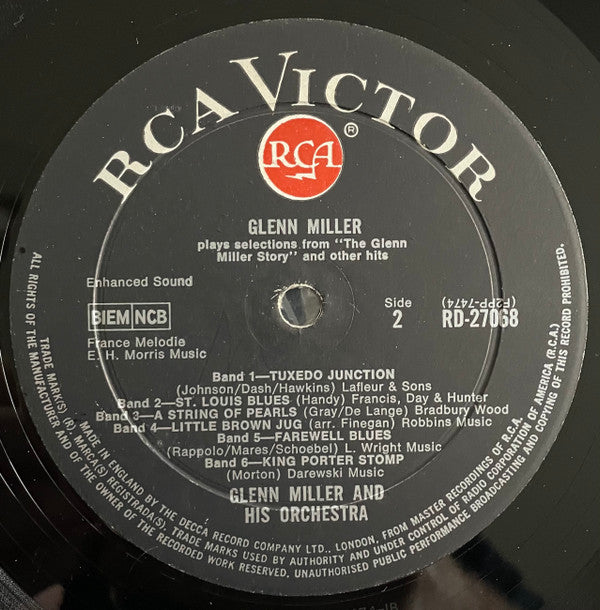 RCA VICTOR
RCA
®
GLENN MILLER
plays selections from "The Glenn
Miller Story" and other hits
Enhanced Sound
BIEM NCB
Side
2
(F2PP-7474)
RD-27068
France Melodie
E. H. Morris Music
Band 1—TUXEDO JUNCTION
(Johnson/Dash/Hawkins) Lafleur & Sons
Band 2—ST. LOUIS BLUES (Handy) Francis, Day & Hunter
Band 3—A STRING OF PEARLS (Gray/De Lange) Bradbury Wood
Band 4—LITTLE BROWN JUG (arr. Finegan) Robbins Music
Band 5—FAREWELL BLUES
(Rappolo/Mares/Schoebel) L. Wright Music
Band 6—KING PORTER STOMP
(Morton) Darewski Music
GLENN MILLER AND
HIS ORCHESTRA
MADE IN ENGLAND BY THE DECCA RECORD COMPANY LTD., LONDON, FROM MASTER RECORDINGS OF R.C.A.
TRADE MARK(S) (R). MARCA(S) REGISTRADA(S). TRADE MARKS USED BY AUTHORITY AND UNDER CONTROL OF RADIO CORPORATION OF AMERICA (R.C.A.)
ALL RIGHTS OF THE MANUFACTURER AND OF THE OWNER OF THE RECORDED WORK RESERVED. UNAUTHORISED PUBLIC PERFORMANCE BROADCASTING AND COPYING OF THIS RECORD PROHIBITED.